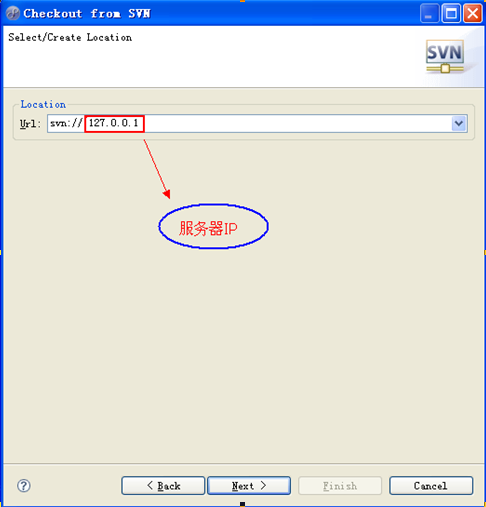 Checkout from SVN
Select/Create Location
SVN
Location
Url: svn://127.0.0.1
服务器IP
? < Back Next > Finish Cancel